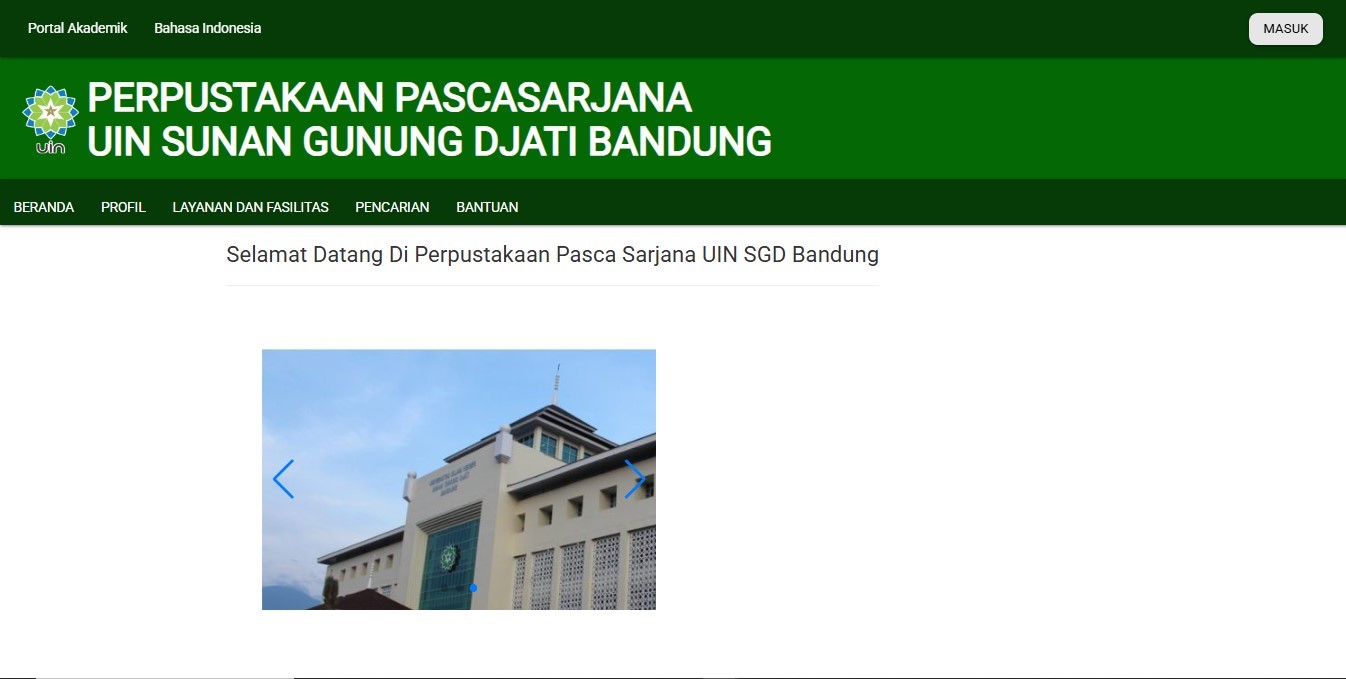 Portal Akademik Bahasa Indonesia MASUK
PERPUSTAKAAN PASCASARJANA
UIN SUNAN GUNUNG DJATI BANDUNG
uin
BERANDA PROFIL LAYANAN DAN FASILITAS PENCARIAN BANTUAN
Selamat Datang Di Perpustakaan Pasca Sarjana UIN SGD Bandung